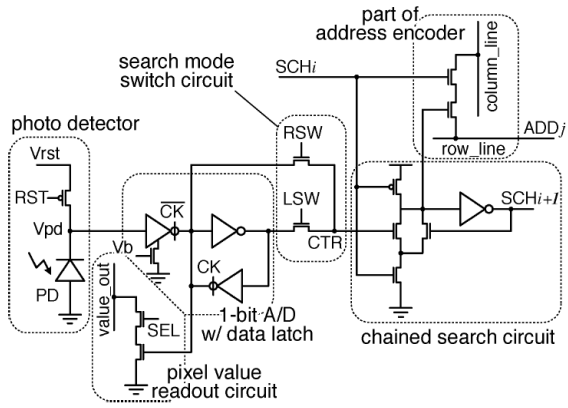 part of
address encoder
search mode
switch circuit
SCHi
column_line
photo detector
RSW
ADDj
row_line
Vrst
RST
CK
LSW
SCHi+1
Vpd
CTR
Vb
CK
PD
value_out
SEL
1-bit A/D
w/ data latch
chained search circuit
pixel value
readout circuit